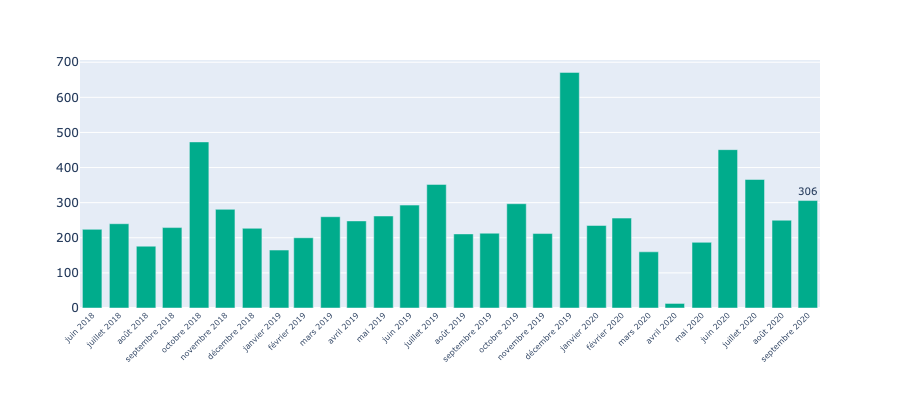 700
600
500
400
300
200
100
0
306
juin 2018
juillet 2018
août 2018
septembre 2018
octobre 2018
novembre 2018
décembre 2018
janvier 2019
février 2019
mars 2019
avril 2019
mai 2019
juin 2019
juillet 2019
août 2019
septembre 2019
octobre 2019
novembre 2019
décembre 2019
janvier 2020
février 2020
mars 2020
avril 2020
mai 2020
juin 2020
juillet 2020
août 2020
septembre 2020